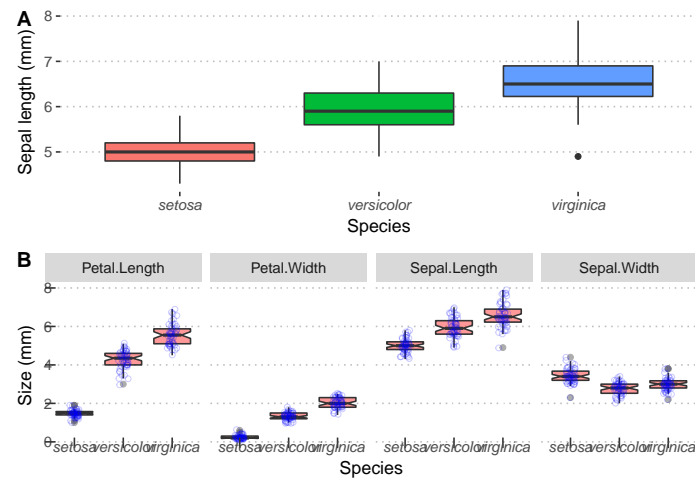 A
Sepal length (mm)
8
7
6
5
setosa versicolor virginica
Species
B
Petal.Length Petal.Width Sepal.Length Sepal.Width
Size (mm)
8
6
4
2
0
setosa versicolor virginica setosa versicolor virginica setosa versicolor virginica setosa versicolor virginica
Species